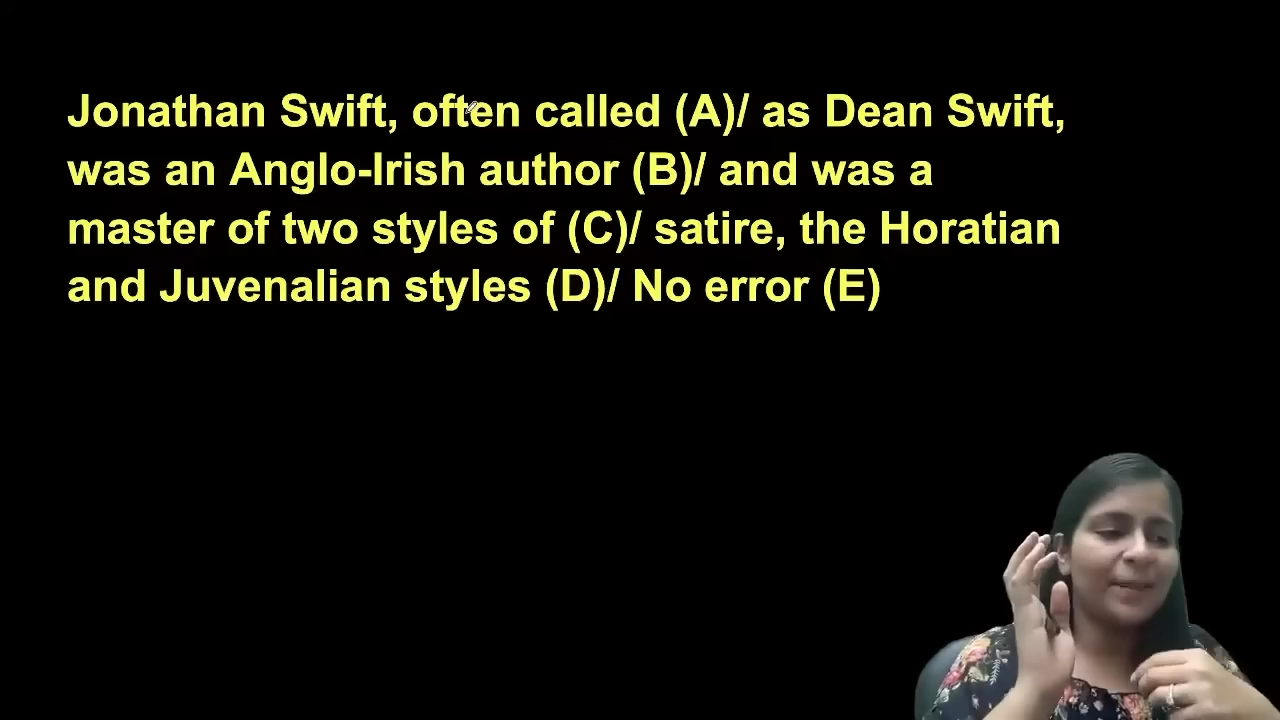 Jonathan Swift, often called (A)/ as Dean Swift,
was an Anglo-Irish author (B)/ and was a
master of two styles of (C)/ satire, the Horatian
and Juvenalian styles (D)/ No error (E)